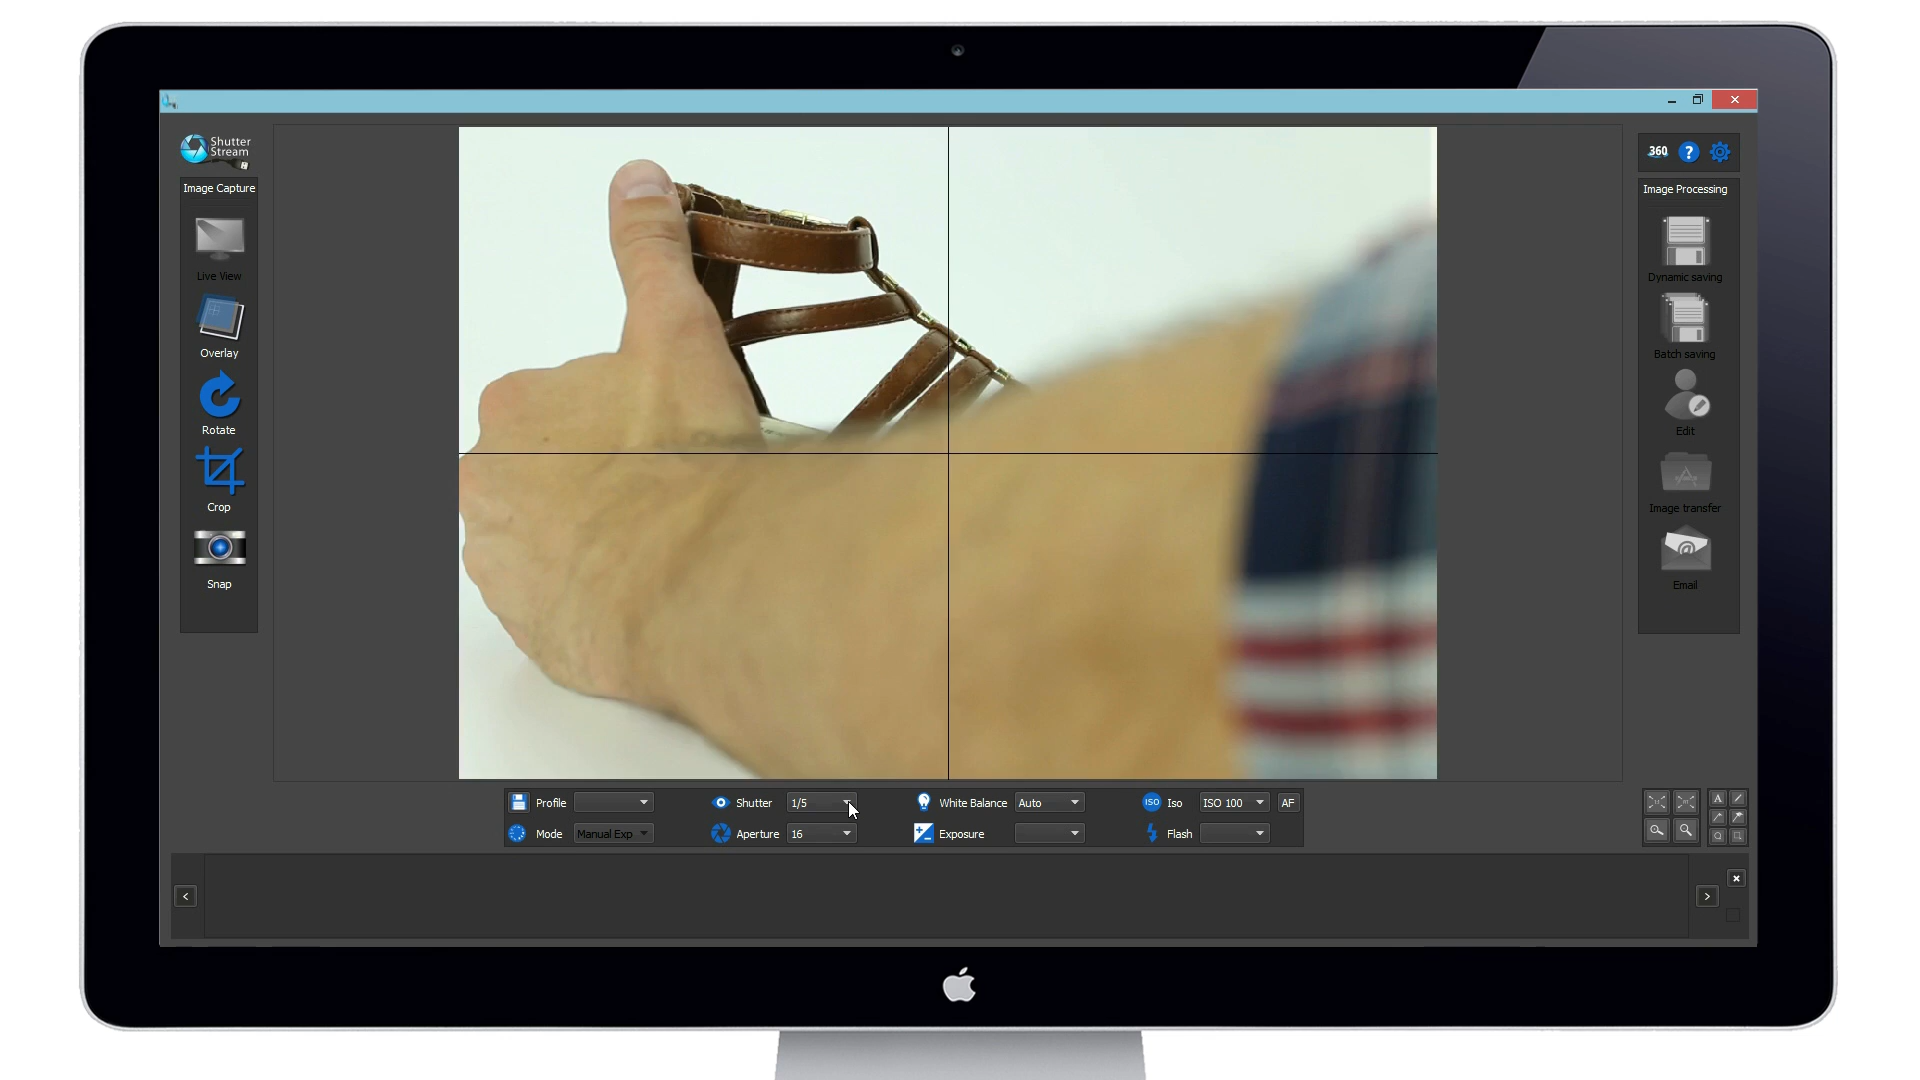 Shutter
Stream
Image Capture
Live View
Overlay
Rotate
Crop
Snap
360
?
Image Processing
Dynamic saving
Batch saving
Edit
Image transfer
@
Email
Profile
Shutter 1/5
White Balance Auto
ISO Iso ISO 100 AF
Mode Manual Exp
Aperture 16
Exposure
Flash
A
<
>